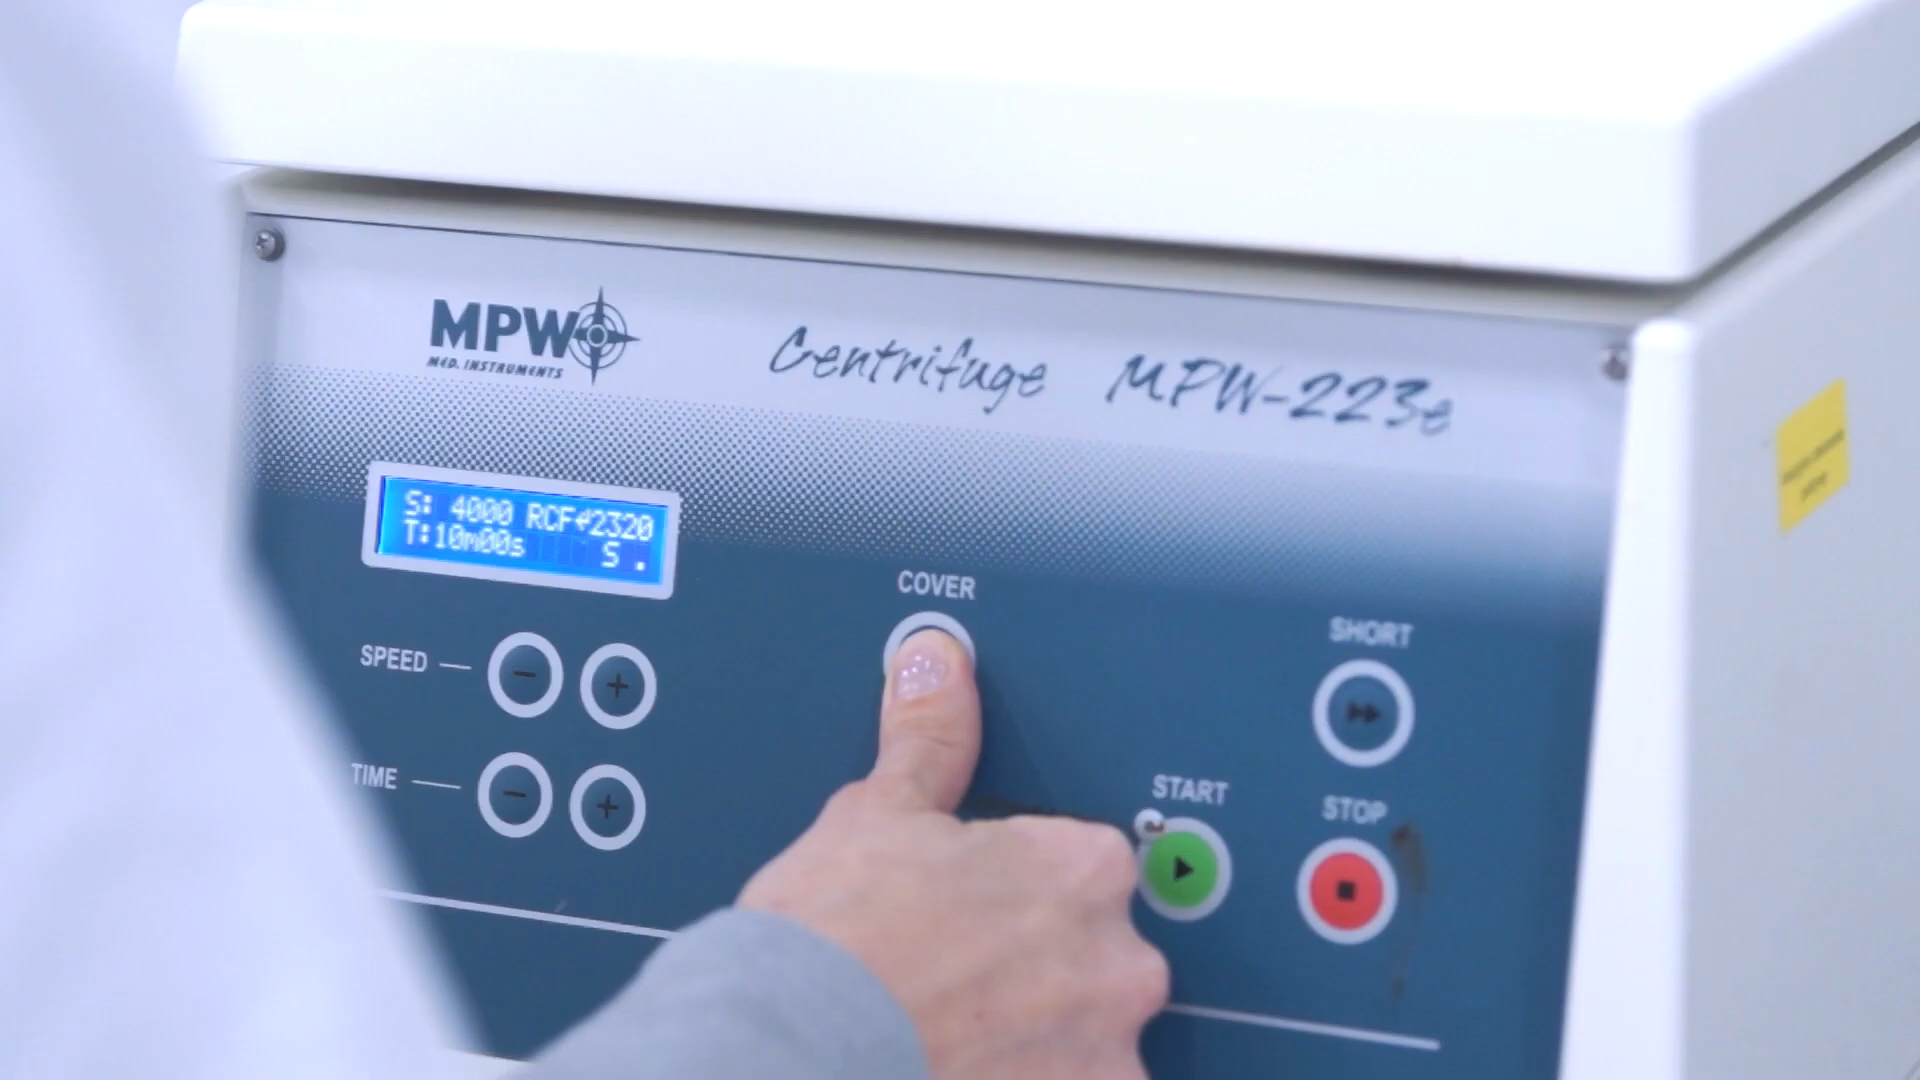 MPW
MED. INSTRUMENTS
Centrifuge MPW-223e
S: 4000 RCF↲2320
T:10m00s S .
COVER
SPEED
TIME
SHORT
START
STOP